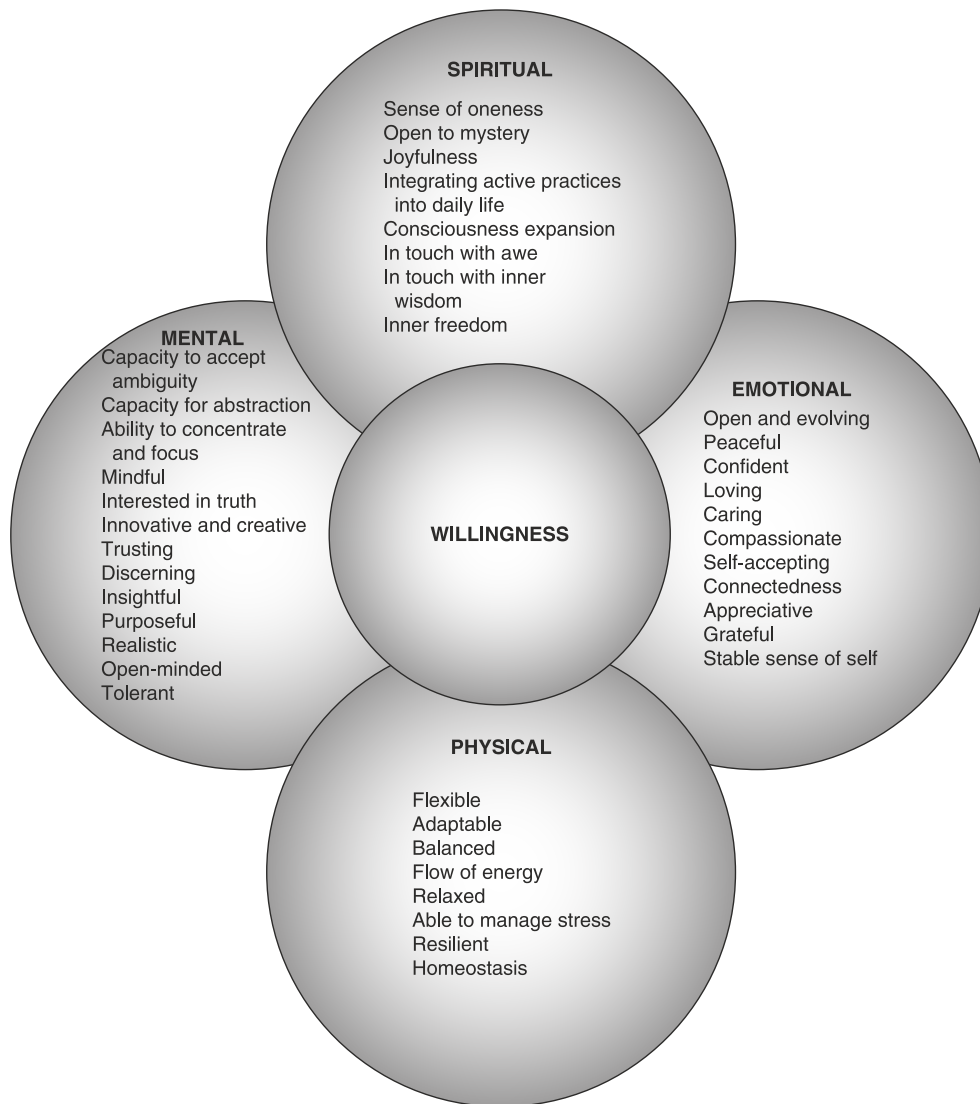 SPIRITUAL
Sense of oneness
Open to mystery
Joyfulness
Integrating active practices
into daily life
Consciousness expansion
In touch with awe
In touch with inner
wisdom
Inner freedom
MENTAL
Capacity to accept
ambiguity
Capacity for abstraction
Ability to concentrate
and focus
Mindful
Interested in truth
Innovative and creative
Trusting
Discerning
Insightful
Purposeful
Realistic
Open-minded
Tolerant
WILLINGNESS
EMOTIONAL
Open and evolving
Peaceful
Confident
Loving
Caring
Compassionate
Self-accepting
Connectedness
Appreciative
Grateful
Stable sense of self
PHYSICAL
Flexible
Adaptable
Balanced
Flow of energy
Relaxed
Able to manage stress
Resilient
Homeostasis